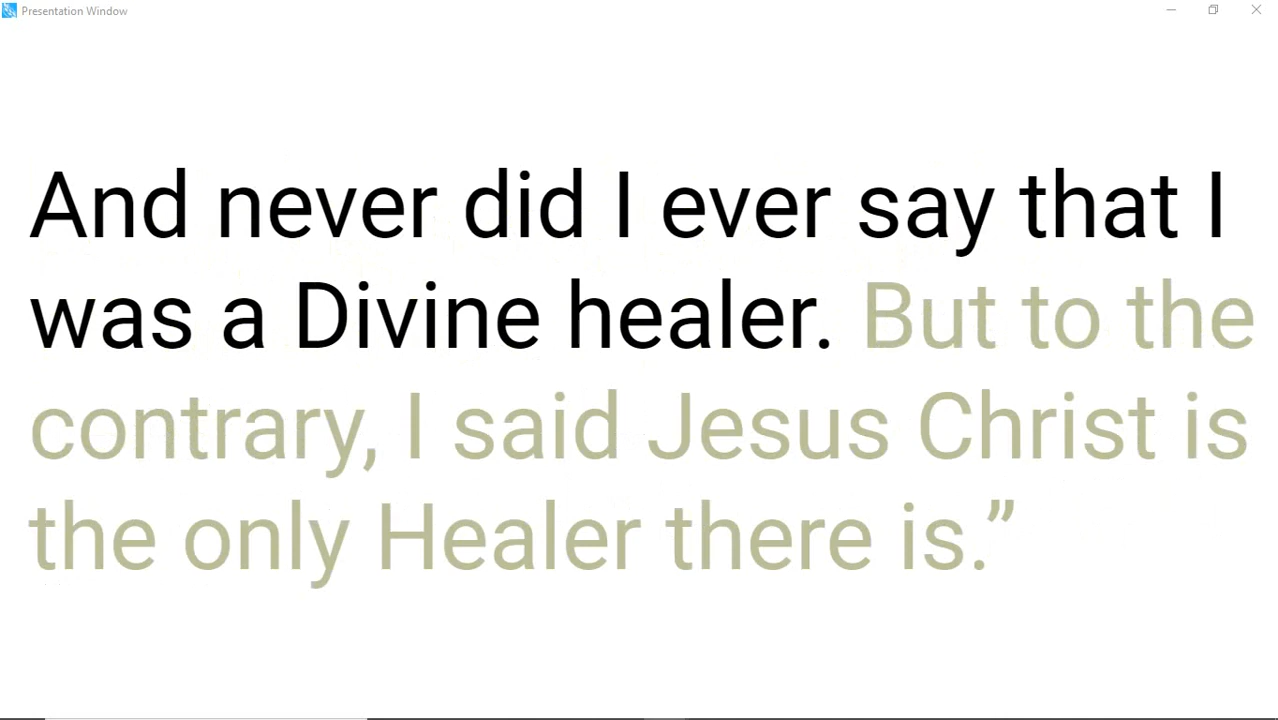 Presentation Window
And never did I ever say that I
was a Divine healer. But to the
contrary, I said Jesus Christ is
the only Healer there is.”